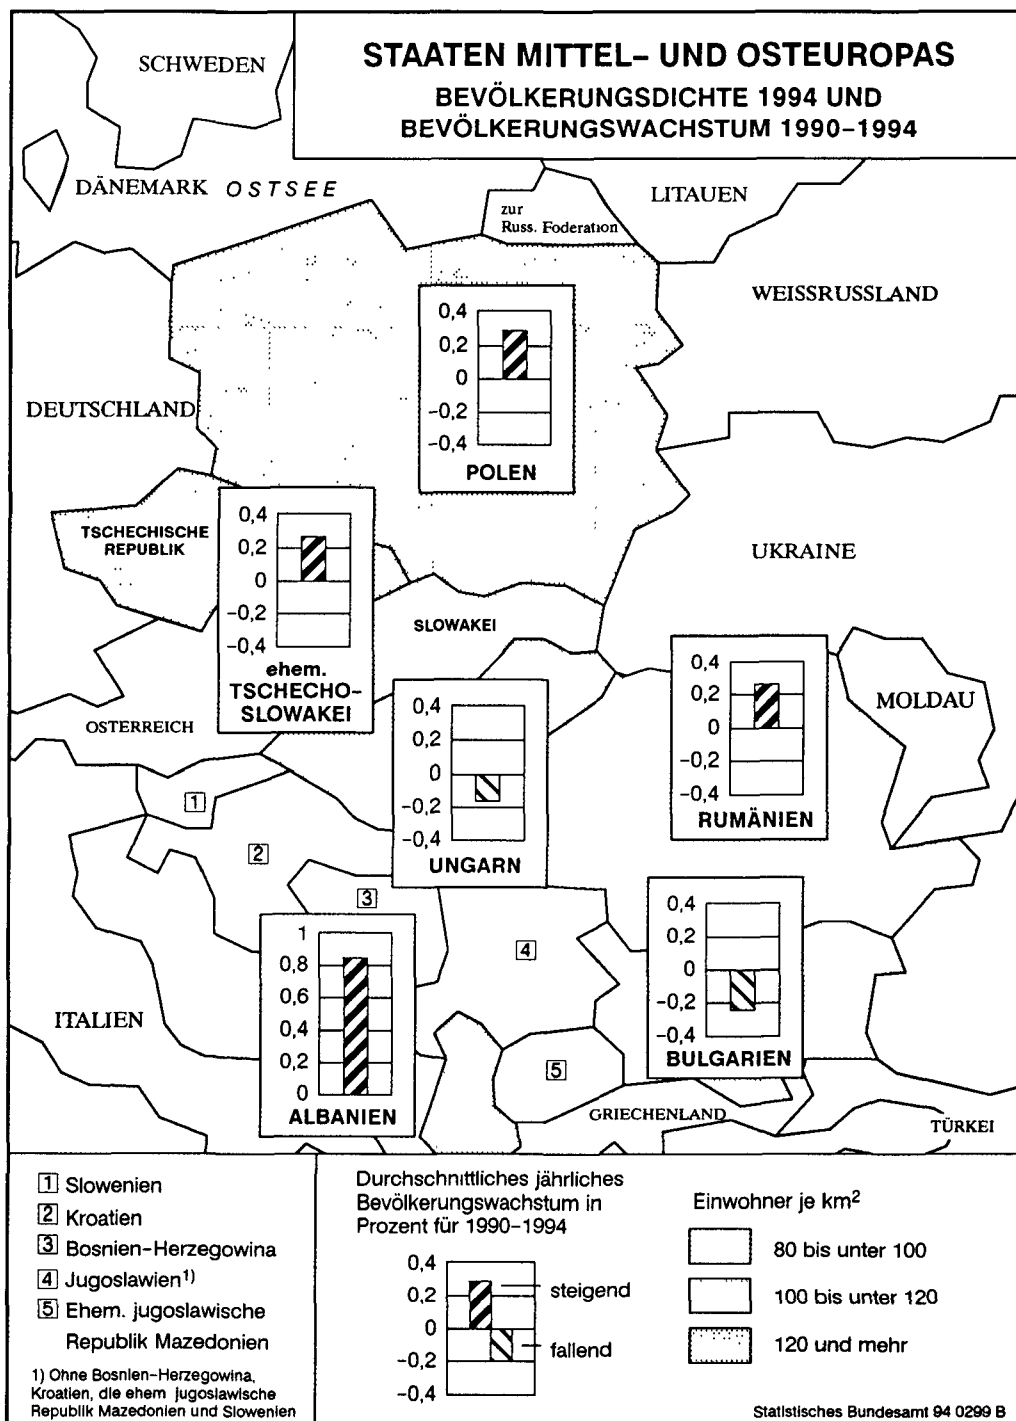 STAATEN MITTEL- UND OSTEUROPAS
BEVÖLKERUNGSDICHTE 1994 UND
BEVÖLKERUNGSWACHSTUM 1990-1994
SCHWEDEN
DÄNEMARK
OSTSEE
LITAUEN
zur
Russ. Foderation
WEISSRUSSLAND
DEUTSCHLAND
0,4
0,2
0
-0,2
-0,4
POLEN
TSCHECHISCHE
REPUBLIK
0,4
0,2
0
-0,2
-0,4
ehem.
TSCHECHO-
SLOWAKEI
UKRAINE
SLOWAKEI
OSTERREICH
0,4
0,2
0
-0,2
-0,4
UNGARN
0,4
0,2
0
-0,2
-0,4
RUMÄNIEN
MOLDAU
1
2
3
4
5
ITALIEN
1
0,8
0,6
0,4
0,2
0
ALBANIEN
0,4
0,2
0
-0,2
-0,4
BULGARIEN
GRIECHENLAND
TÜRKEI
1 Slowenien
2 Kroatien
3 Bosnien-Herzegowina
4 Jugoslawien1)
5 Ehem. jugoslawische
Republik Mazedonien
1) Ohne Bosnien-Herzegowina,
Kroatien, die ehem jugoslawische
Republik Mazedonien und Slowenien
Durchschnittliches jährliches
Bevölkerungswachstum in
Prozent für 1990-1994
0,4
0,2
0
-0,2
-0,4
steigend
fallend
Einwohner je km²
80 bis unter 100
100 bis unter 120
120 und mehr
Statistisches Bundesamt 94 0299 B